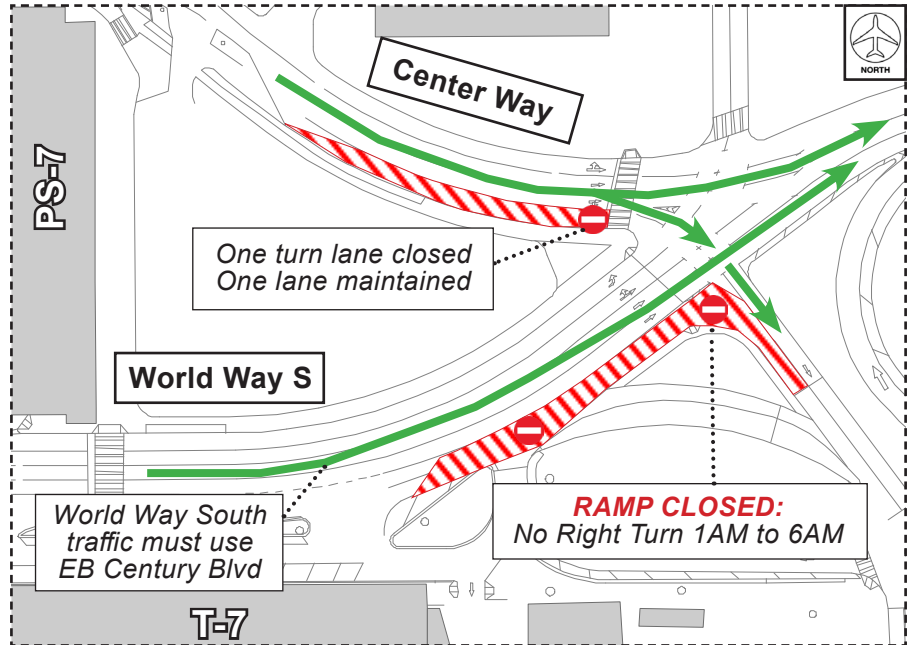 NORTH
Center Way
PS-7
One turn lane closed
One lane maintained
World Way S
World Way South
traffic must use
EB Century Blvd
RAMP CLOSED:
No Right Turn 1AM to 6AM
T-7